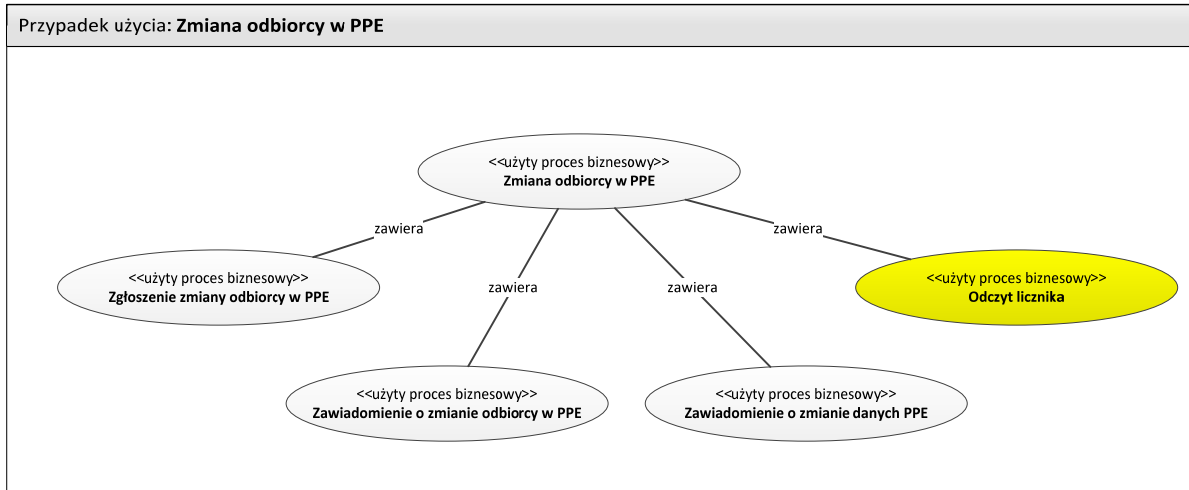 Przypadek użycia: Zmiana odbiorcy w PPE
<<użyty proces biznesowy>>
Zmiana odbiorcy w PPE
zawiera
zawiera
<<użyty proces biznesowy>>
Zgłoszenie zmiany odbiorcy w PPE
<<użyty proces biznesowy>>
Odczyt licznika
zawiera
zawiera
<<użyty proces biznesowy>>
Zawiadomienie o zmianie odbiorcy w PPE
<<użyty proces biznesowy>>
Zawiadomienie o zmianie danych PPE